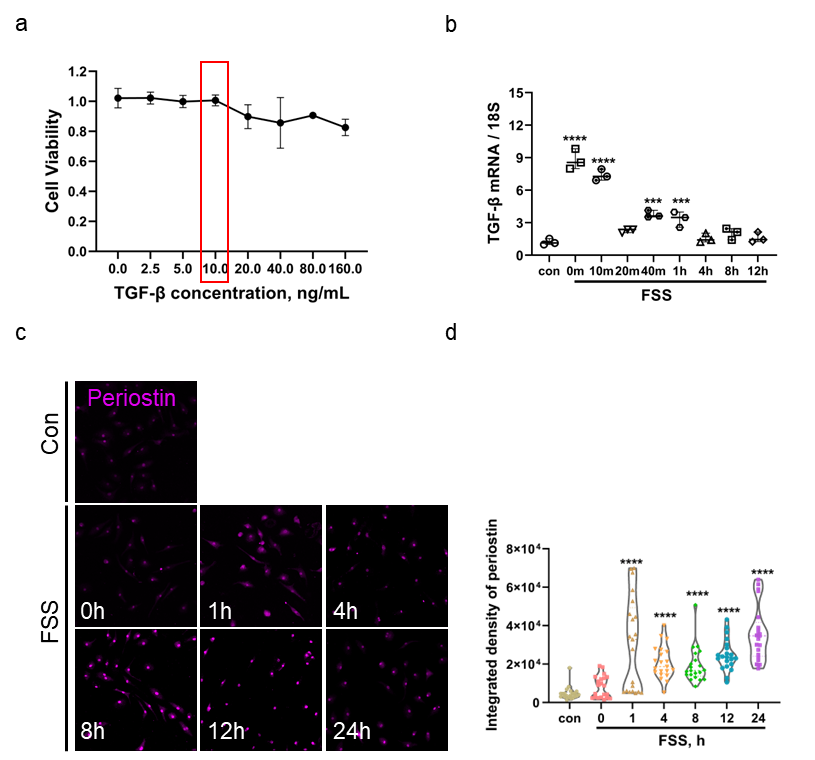 a
Cell Viability
1.2
1.0
0.8
0.6
0.4
0.2
0.0
0.0 2.5 5.0 10.0 20.0 40.0 80.0 160.0
TGF-β concentration, ng/mL
b
TGF-β mRNA / 18S
15
12
9
6
3
0
**** **** *** ***
con 0m 10m 20m 40m 1h 4h 8h 12h
FSS
c
Con
Periostin
FSS
0h 1h 4h
8h 12h 24h
d
Integrated density of periostin
8×10⁴
6×10⁴
4×10⁴
2×10⁴
0
**** **** **** **** ****
con 0 1 4 8 12 24
FSS, h